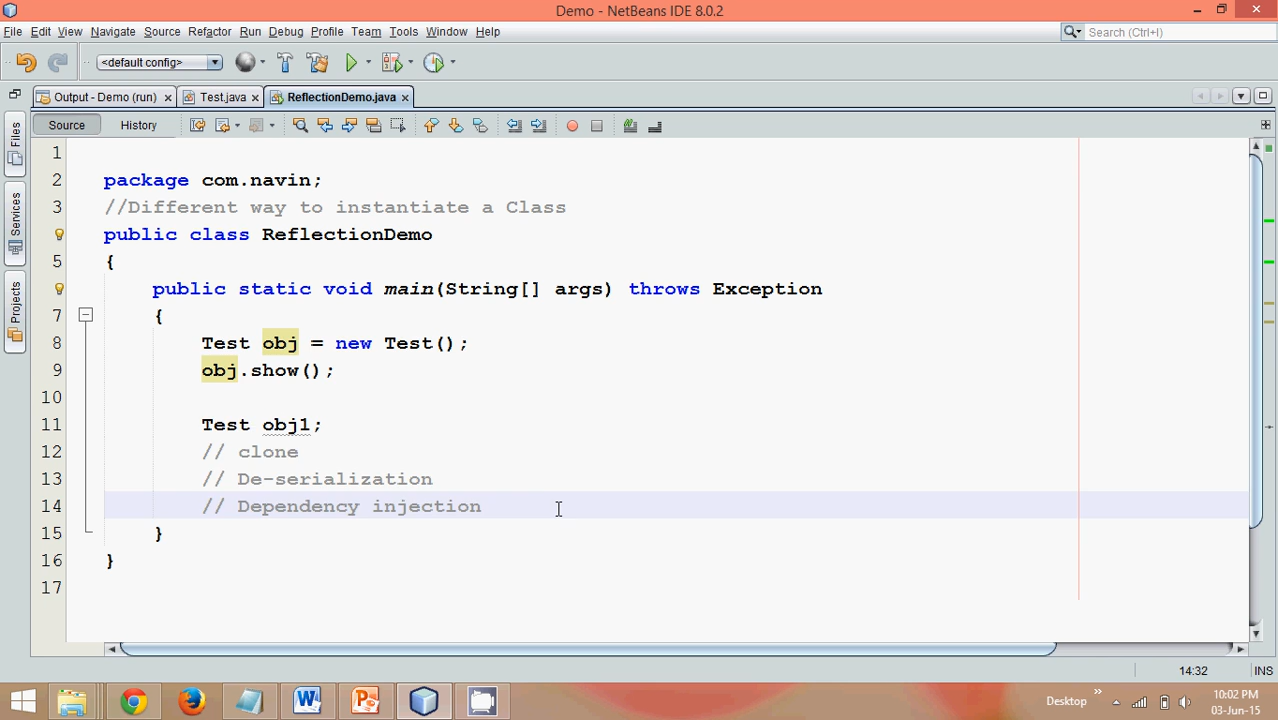 Demo - NetBeans IDE 8.0.2
File Edit View Navigate Source Refactor Run Debug Profile Team Tools Window Help
Search (Ctrl+I)
<default config>
Output - Demo (run) Test.java ReflectionDemo.java
Source History
Files
Services
Projects
1
2 package com.navin;
3 //Different way to instantiate a Class
public class ReflectionDemo
5 {
public static void main(String[] args) throws Exception
7 {
8 Test obj = new Test();
9 obj.show();
10
11 Test obj1;
12 // clone
13 // De-serialization
14 // Dependency injection
15 }
16 }
17
14:32 INS
Desktop
10:02 PM
03-Jun-15